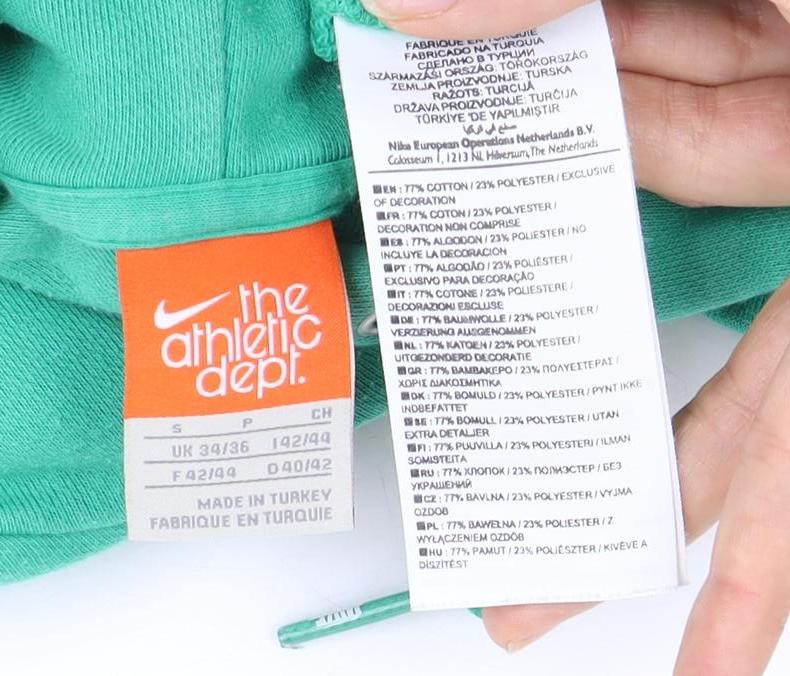 the
athletic
dept.
S P CH
UK 34/36 I 42/44
F 42/44 D 40/42
MADE IN TURKEY
FABRIQUE EN TURQUIE
FABRIQUE EN TURQUIE
FABRICADO NA TURQUIA
СДЕЛАНО В ТУРЦИИ
SZÁRMAZÁSI ORSZÁG: TÖRÖKORSZÁG
ZEMLJA PROIZVODNJE: TURSKA
RAŽOTS: TURCIJĀ
DRŽAVA PROIZVODNJE: TURČIJA
TÜRKİYE 'DE YAPILMIŞTIR
صنع في تركيا
Nike European Operations Netherlands B.V.
Colosseum 1, 1213 NL Hilversum, The Netherlands
EN : 77% COTTON / 23% POLYESTER / EXCLUSIVE
OF DECORATION
FR : 77% COTON / 23% POLYESTER /
DECORATION NON COMPRISE
ES : 77% ALGODON / 23% POLIESTER / NO
INCLUYE LA DECORACION
PT : 77% ALGODÃO / 23% POLIÉSTER /
EXCLUSIVO PARA DECORAÇÃO
IT : 77% COTONE / 23% POLIESTERE /
DECORAZIONI ESCLUSE
DE : 77% BAUMWOLLE / 23% POLYESTER /
VERZIERUNG AUSGENOMMEN
NL : 77% KATOEN / 23% POLYESTER /
UITGEZONDERD DECORATIE
GR : 77% ΒΑΜΒΑΚΕΡΟ / 23% ΠΟΛΥΕΣΤΕΡΑΣ /
ΧΩΡΙΣ ΔΙΑΚΟΣΜΗΤΙΚΑ
DK : 77% BOMULD / 23% POLYESTER / PYNT IKKE
INDBEFATTET
SE : 77% BOMULL / 23% POLYESTER / UTAN
EXTRA DETALJER
FI : 77% PUUVILLA / 23% POLYESTERI / ILMAN
SOMISTEITA
RU : 77% ХЛОПОК / 23% ПОЛИЭСТЕР / БЕЗ
УКРАШЕНИЙ
CZ : 77% BAVLNA / 23% POLYESTER / VYJMA
OZDOB
PL : 77% BAWEŁNA / 23% POLIESTER / Z
WYŁĄCZENIEM OZDÓB
HU : 77% PAMUT / 23% POLIÉSZTER / KIVÉVE A
DÍSZÍTÉST